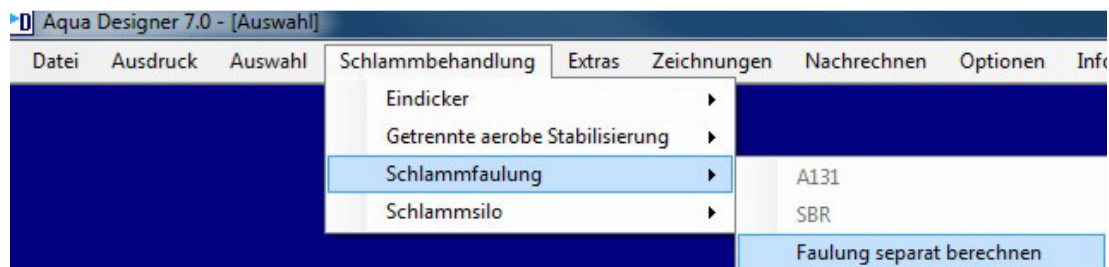 Aqua Designer 7.0 - [Auswahl]
Datei Ausdruck Auswahl Schlammbehandlung Extras Zeichnungen Nachrechnen Optionen
Eindicker
Getrennte aerobe Stabilisierung
Schlammfaulung
Schlammsilo
A131
SBR
Faulung separat berechnen